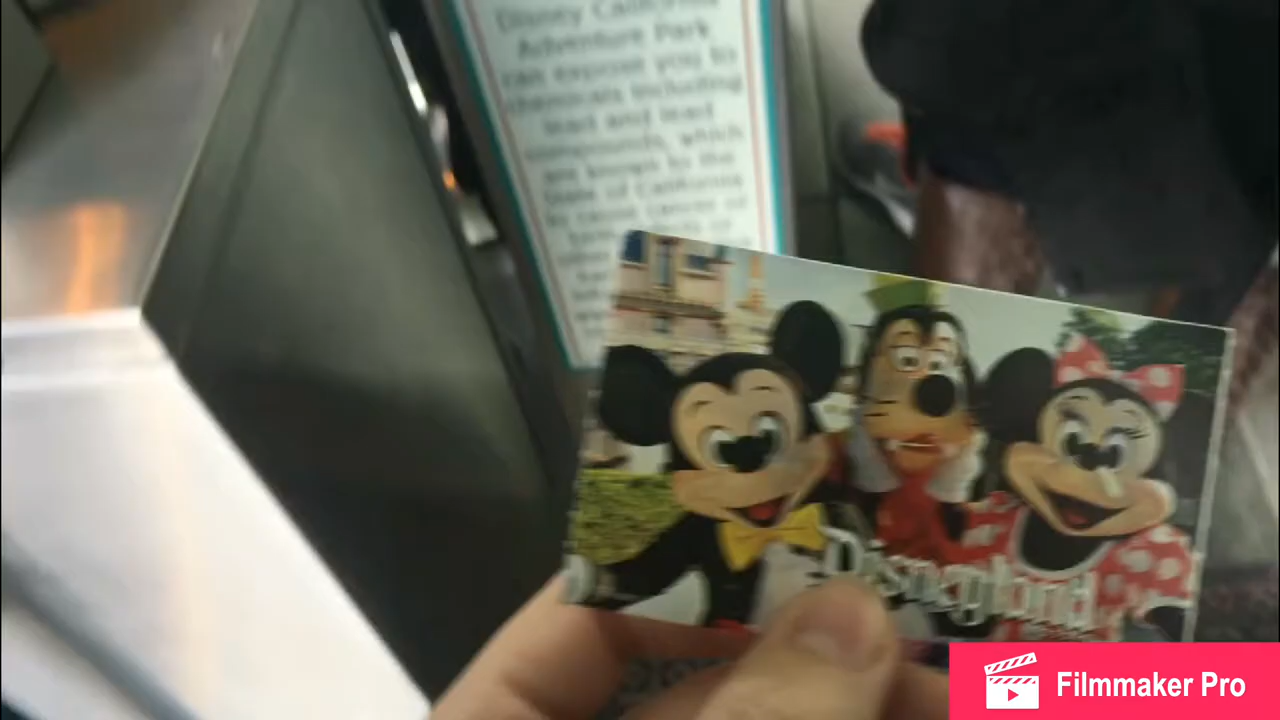 Disney California
Adventure Park
can expose you to
chemicals including
lead and lead
compounds, which
are known to the
State of California
to cause cancer or
Disneyland
Filmmaker Pro